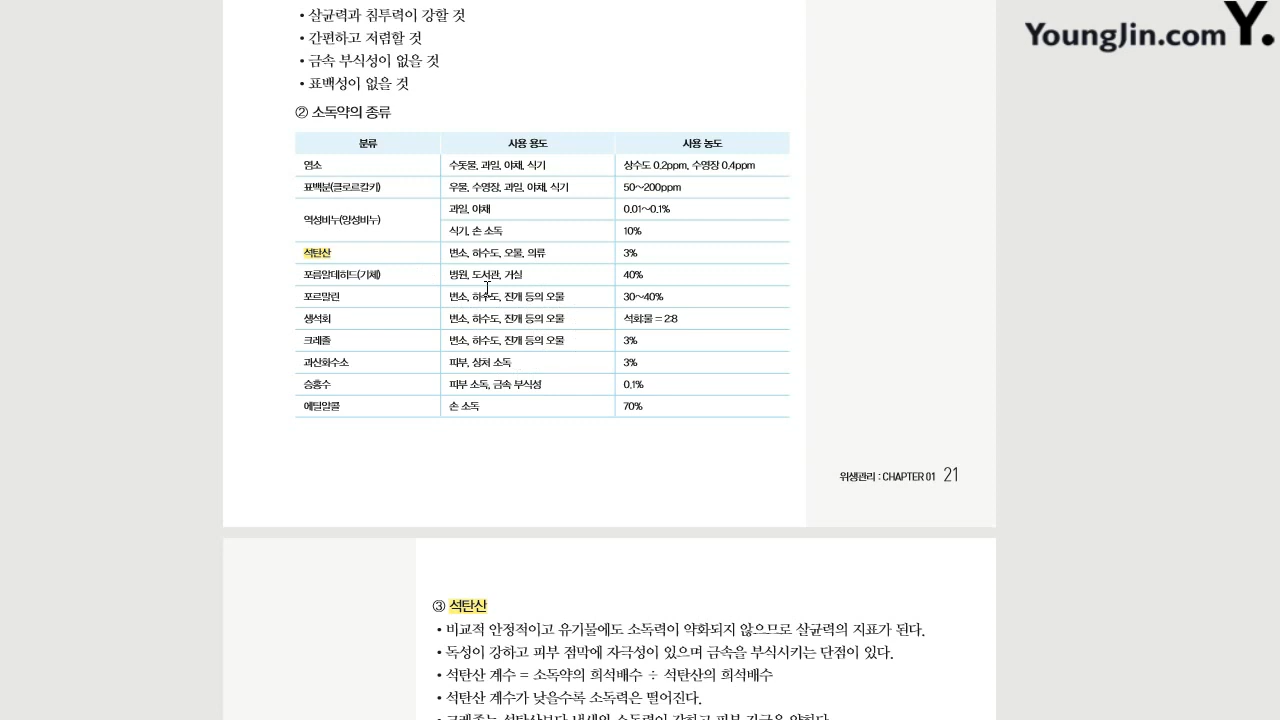 • 살균력과 침투력이 강할 것
YoungJin.com Y.
• 간편하고 저렴할 것
• 금속 부식성이 없을 것
• 표백성이 없을 것
② 소독약의 종류
분류 사용 용도 사용 농도
염소 수돗물, 과일, 야채, 식기 상수도 0.2ppm, 수영장 0.4ppm
표백분(클로르칼키) 우물, 수영장, 과일, 야채, 식기 50~200ppm
역성비누(양성비누) 과일, 야채 0.01~0.1%
식기, 손 소독 10%
석탄산 변소, 하수도, 오물, 의류 3%
포름알데히드(기체) 병원, 도서관, 거실 40%
포르말린 변소, 하수도, 진개 등의 오물 30~40%
생석회 변소, 하수도, 진개 등의 오물 석회:물 = 2:8
크레졸 변소, 하수도, 진개 등의 오물 3%
과산화수소 피부, 상처 소독 3%
승홍수 피부 소독, 금속 부식성 0.1%
에틸알콜 손 소독 70%
위생관리 : CHAPTER 01 21
③ 석탄산
• 비교적 안정적이고 유기물에도 소독력이 약화되지 않으므로 살균력의 지표가 된다.
• 독성이 강하고 피부 점막에 자극성이 있으며 금속을 부식시키는 단점이 있다.
• 석탄산 계수 = 소독약의 희석배수 ÷ 석탄산의 희석배수
• 석탄산 계수가 낮을수록 소독력은 떨어진다.